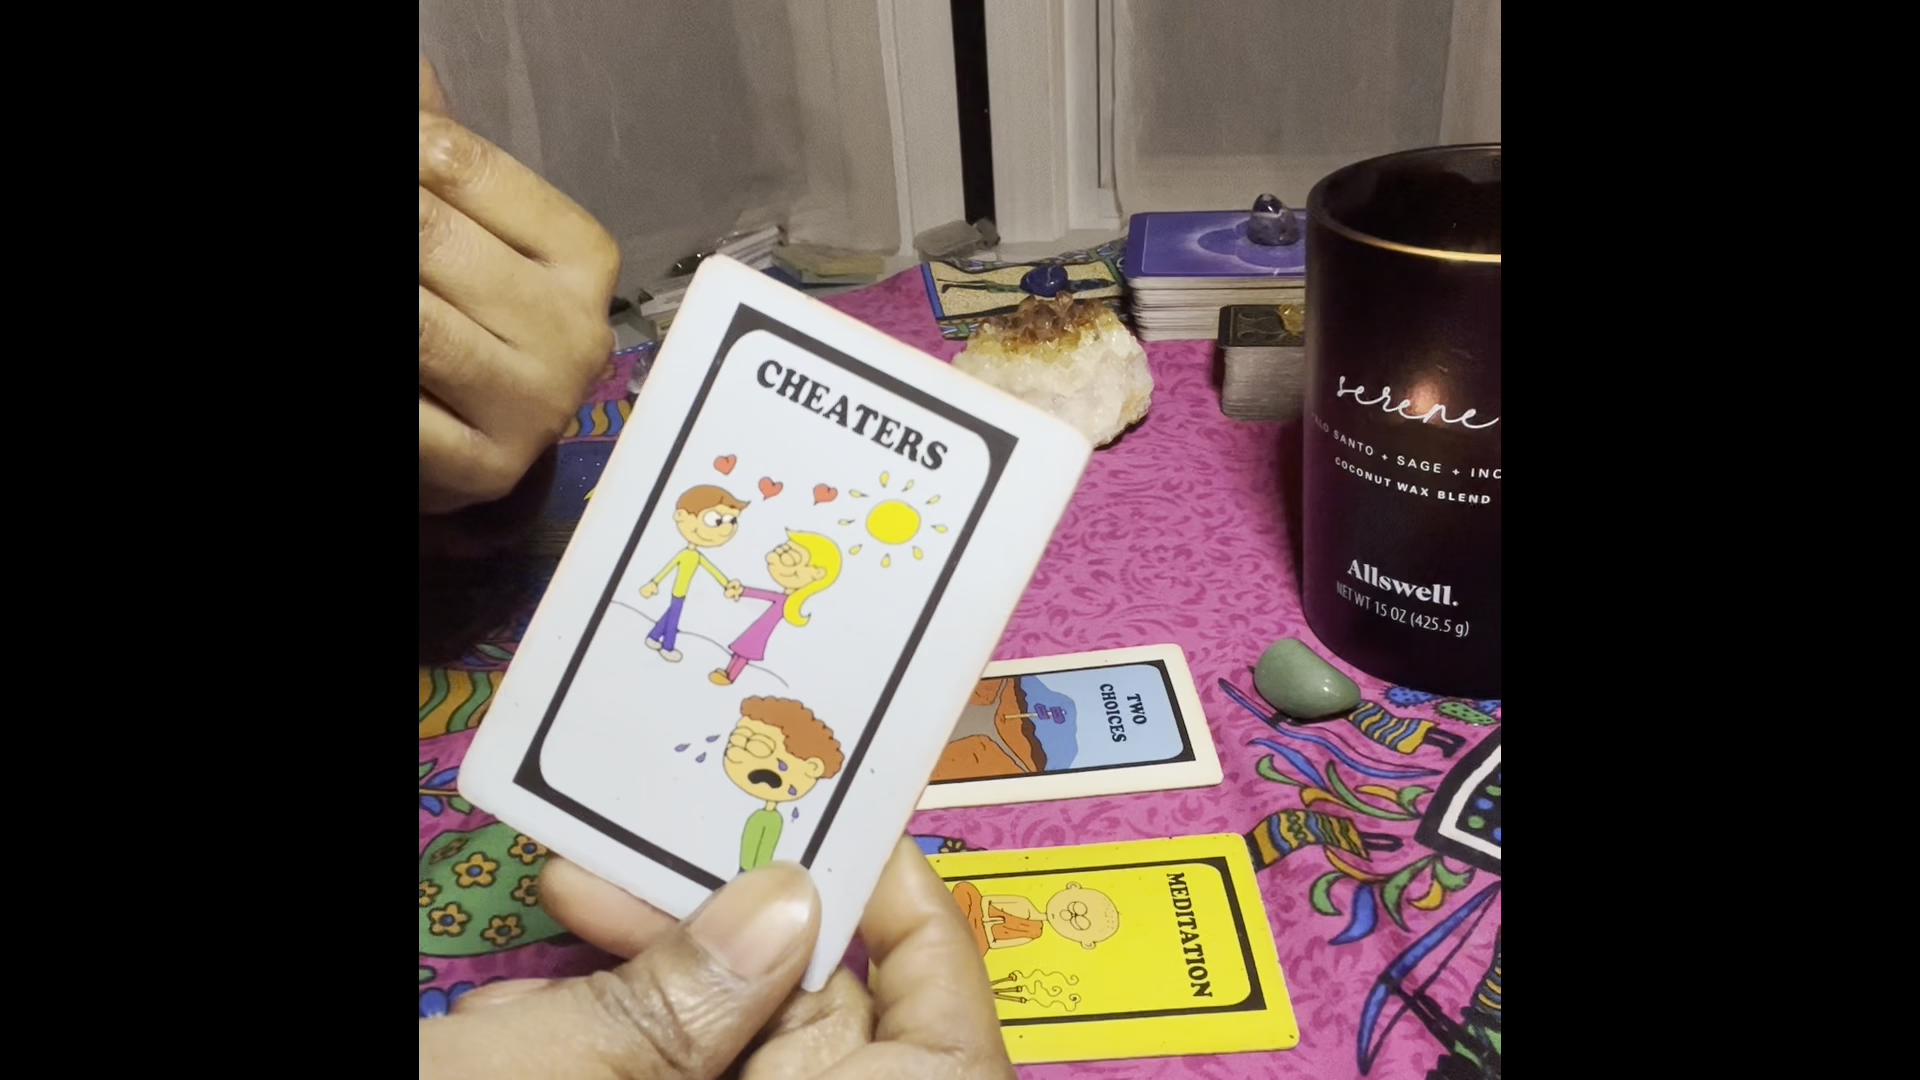 CHEATERS
serene
SANTO + SAGE + INC
COCONUT WAX BLEND
Allswell.
NET WT 15 OZ (425.5 g)
TWO
CHOICES
MEDITATION